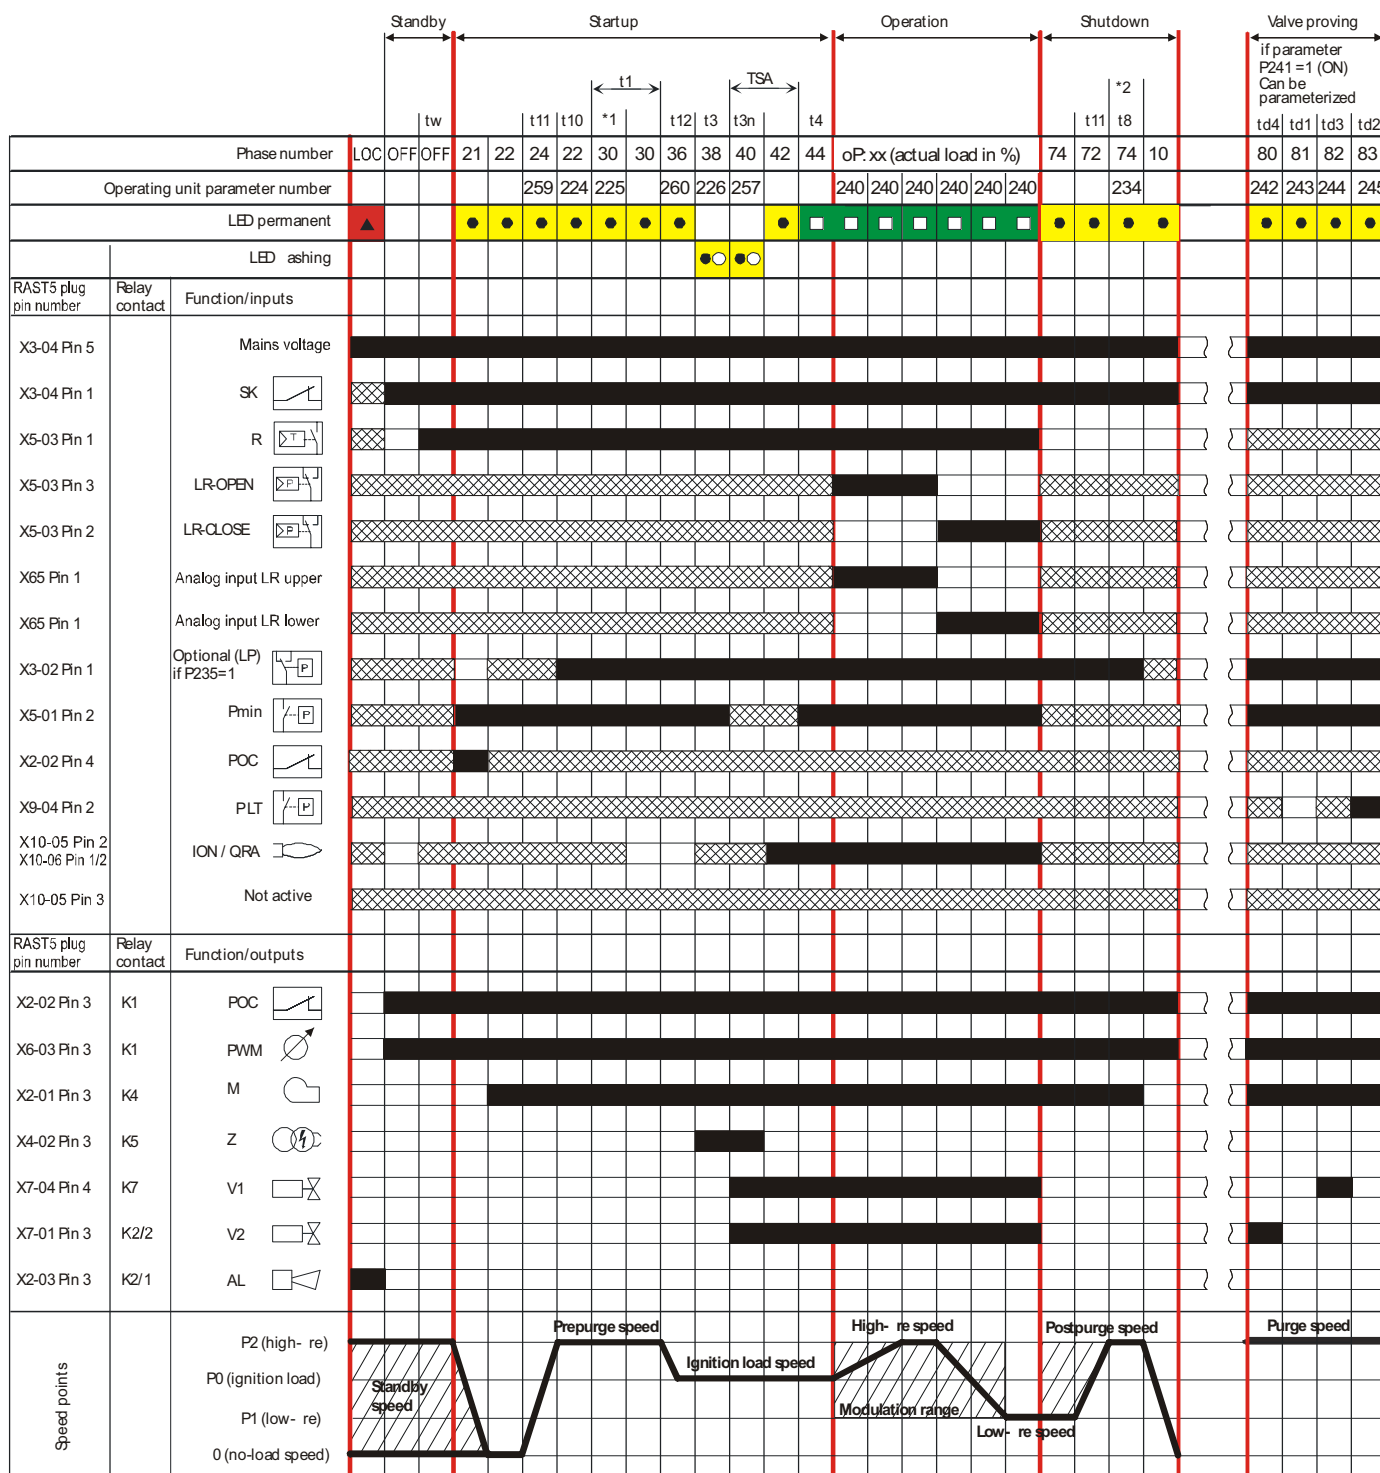 Standby Startup Operation Shutdown Valve proving
if parameter
P241 =1 (ON)
Can be
parameterized
t1 TSA *2
tw t11 t10 *1 t12 t3 t3n t4 t11 t8 td4 td1 td3 td2
Phase number LOC OFF OFF 21 22 24 22 30 30 36 38 40 42 44 oP: xx (actual load in %) 74 72 74 10 80 81 82 83
Operating unit parameter number 259 224 225 260 226 257 240 240 240 240 240 240 234 242 243 244 245
LED permanent
LED ashing
RAST5 plug
pin number
Relay
contact
Function/inputs
X3-04 Pin 5 Mains voltage
X3-04 Pin 1 SK
X5-03 Pin 1 R T
X5-03 Pin 3 LR-OPEN P
X5-03 Pin 2 LR-CLOSE P
X65 Pin 1 Analog input LR upper
X65 Pin 1 Analog input LR lower
X3-02 Pin 1 Optional (LP)
if P235=1 P
X5-01 Pin 2 Pmin P
X2-02 Pin 4 POC
X9-04 Pin 2 PLT P
X10-05 Pin 2
X10-06 Pin 1/2 ION / QRA
X10-05 Pin 3 Not active
RAST5 plug
pin number
Relay
contact
Function/outputs
X2-02 Pin 3 K1 POC
X6-03 Pin 3 K1 PWM
X2-01 Pin 3 K4 M
X4-02 Pin 3 K5 Z
X7-04 Pin 4 K7 V1
X7-01 Pin 3 K2/2 V2
X2-03 Pin 3 K2/1 AL
Speed points
P2 (high- re) Prepurge speed High- re speed Postpurge speed Purge speed
P0 (ignition load) Ignition load speed
Standby
speed
P1 (low- re) Modulation range
Low- re speed
0 (no-load speed)